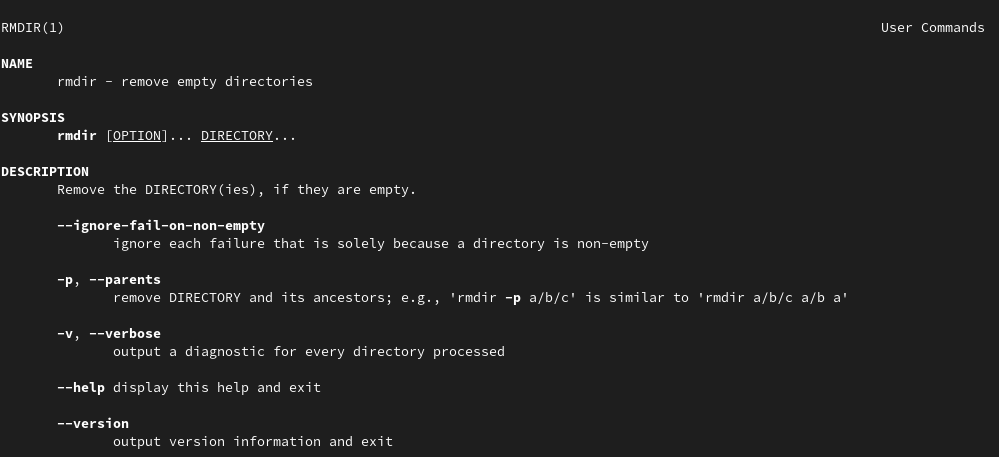 RMDIR(1) User Commands
NAME
rmdir - remove empty directories
SYNOPSIS
rmdir [OPTION]... DIRECTORY...
DESCRIPTION
Remove the DIRECTORY(ies), if they are empty.
--ignore-fail-on-non-empty
ignore each failure that is solely because a directory is non-empty
-p, --parents
remove DIRECTORY and its ancestors; e.g., 'rmdir -p a/b/c' is similar to 'rmdir a/b/c a/b a'
-v, --verbose
output a diagnostic for every directory processed
--help display this help and exit
--version
output version information and exit